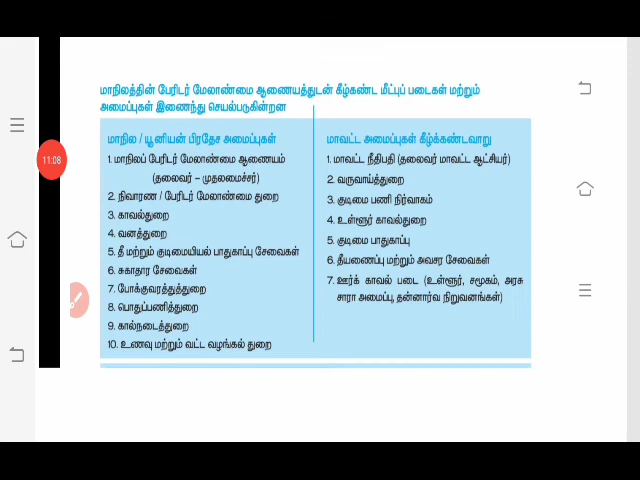 மாநிலத்தின் பேரிடர் மேலாண்மை ஆணையத்துடன் கீழ்கண்ட மீட்புப் படைகள் மற்றும்
அமைப்புகள் இணைந்து செயல்படுகின்றன
மாநில / யூனியன் பிரதேச அமைப்புகள்
1. மாநிலப் பேரிடர் மேலாண்மை ஆணையம்
(தலைவர் – முதலமைச்சர்)
2. நிவாரண / பேரிடர் மேலாண்மை துறை
3. காவல்துறை
4. வனத்துறை
5. தீ மற்றும் குடிமையியல் பாதுகாப்பு சேவைகள்
6. சுகாதார சேவைகள்
7. போக்குவரத்துத்துறை
8. பொதுப்பணித்துறை
9. கால்நடைத்துறை
10. உணவு மற்றும் வட்ட வழங்கல் துறை
மாவட்ட அமைப்புகள் கீழ்க்கண்டவாறு
1. மாவட்ட நீதிபதி (தலைவர் மாவட்ட ஆட்சியர்)
2. வருவாய்த்துறை
3. குடிமை பணி நிர்வாகம்
4. உள்ளூர் காவல்துறை
5. குடிமை பாதுகாப்பு
6. தீயணைப்பு மற்றும் அவசர சேவைகள்
7. ஊர்க் காவல் படை (உள்ளூர், சமூகம், அரசு
சாரா அமைப்பு, தன்னார்வ நிறுவனங்கள்)
11:08